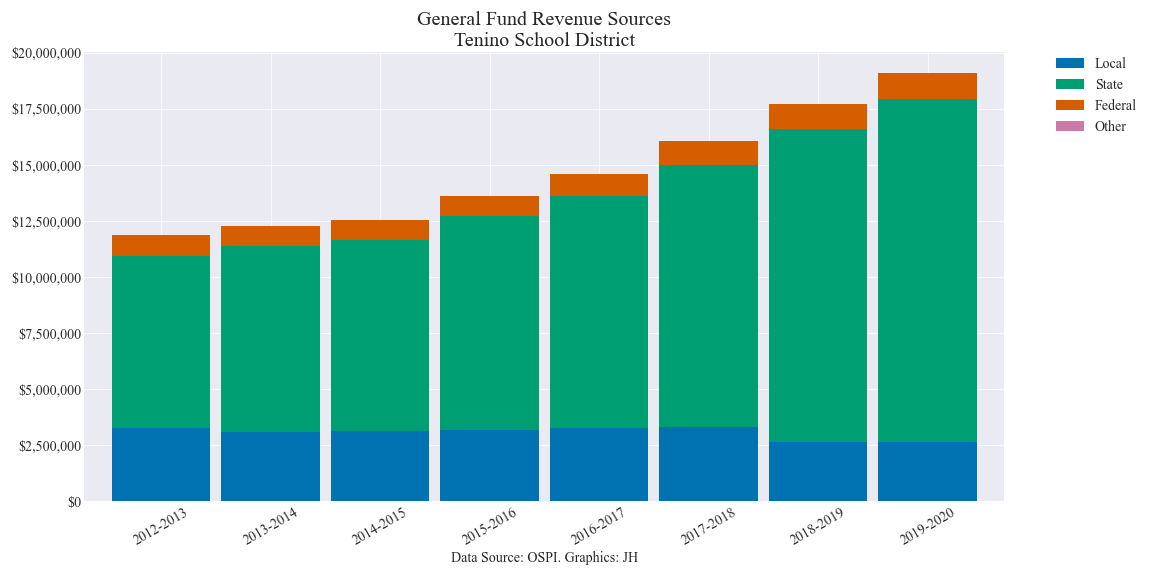 General Fund Revenue Sources
Tenino School District
$20,000,000
$17,500,000
$15,000,000
$12,500,000
$10,000,000
$7,500,000
$5,000,000
$2,500,000
$0
Local
State
Federal
Other
2012-2013
2013-2014
2014-2015
2015-2016
2016-2017
2017-2018
2018-2019
2019-2020
Data Source: OSPI. Graphics: JH